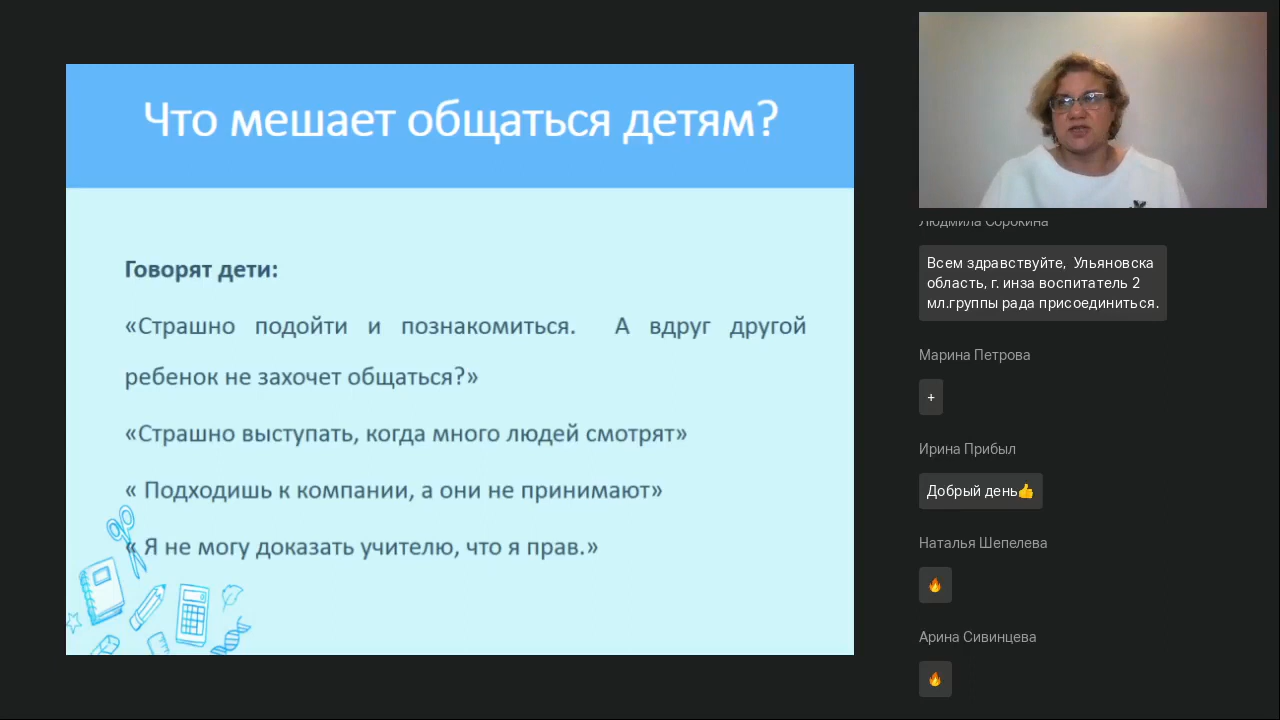 Что мешает общаться детям?
Говорят дети:
«Страшно подойти и познакомиться. А вдруг другой
ребенок не захочет общаться?»
«Страшно выступать, когда много людей смотрят»
« Подходишь к компании, а они не принимают»
« Я не могу доказать учителю, что я прав.»
Людмила Сорокина
Всем здравствуйте, Ульяновска
область, г. инза воспитатель 2
мл.группы рада присоединиться.
Марина Петрова
+
Ирина Прибыл
Добрый день👍
Наталья Шепелева
🔥
Арина Сивинцева
🔥